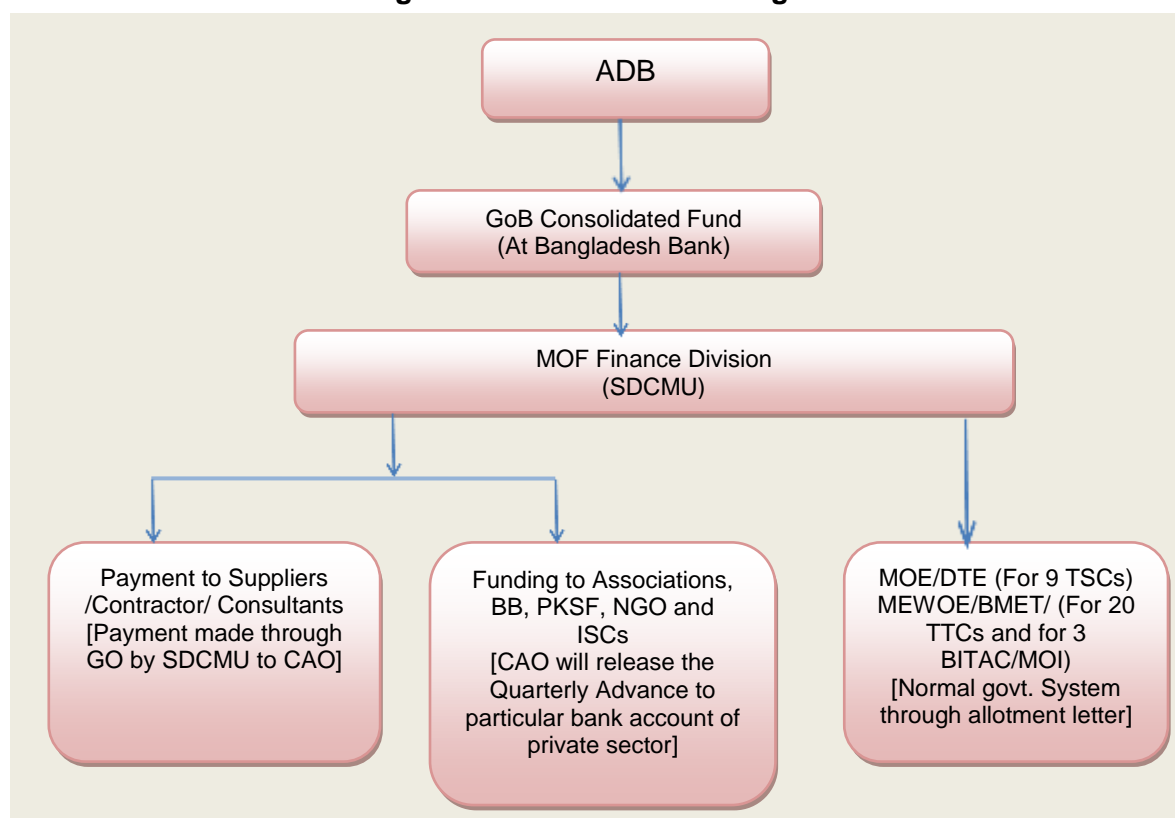 ADB
GoB Consolidated Fund
(At Bangladesh Bank)
MOF Finance Division
(SDCMU)
Payment to Suppliers
/Contractor/ Consultants
[Payment made through
GO by SDCMU to CAO]
Funding to Associations,
BB, PKSF, NGO and
ISCs
[CAO will release the
Quarterly Advance to
particular bank account of
private sector]
MOE/DTE (For 9 TSCs)
MEWOE/BMET/ (For 20
TTCs and for 3
BITAC/MOI)
[Normal govt. System
through allotment letter]